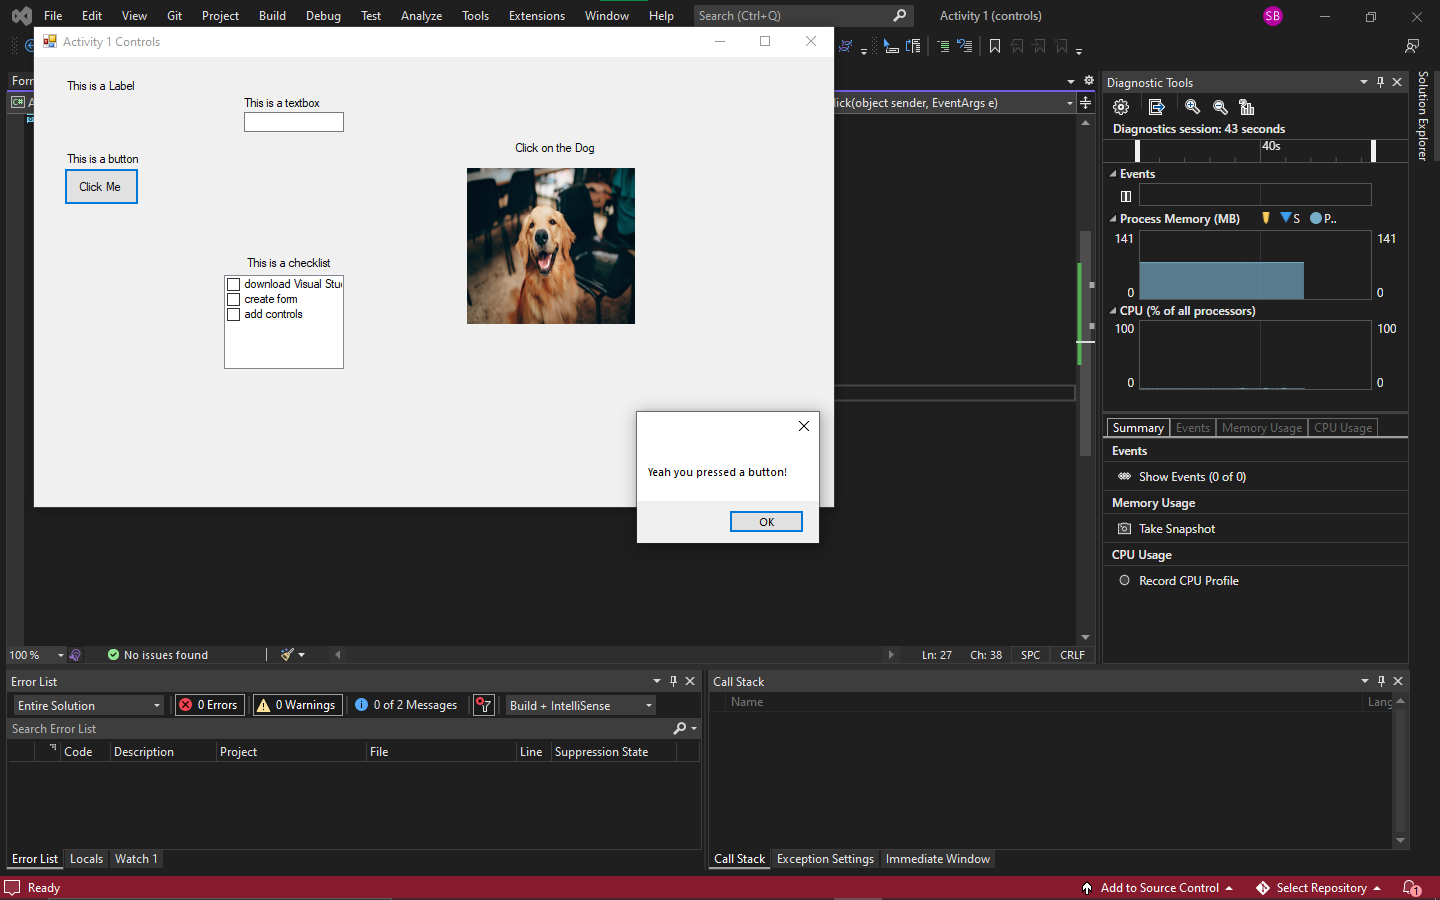 File Edit View Git Project Build Debug Test Analyze Tools Extensions Window Help Search (Ctrl+Q) Activity 1 (controls) SB
Activity 1 Controls
This is a Label
This is a textbox
This is a button
Click Me
Click on the Dog
This is a checklist
download Visual Stu
create form
add controls
Yeah you pressed a button!
OK
Form
C# A
lick(object sender, EventArgs e)
100 % No issues found Ln: 27 Ch: 38 SPC CRLF
Diagnostic Tools
Diagnostics session: 43 seconds
40s
Events
Process Memory (MB) S P..
141 141
0 0
CPU (% of all processors)
100 100
0 0
Summary Events Memory Usage CPU Usage
Events
Show Events (0 of 0)
Memory Usage
Take Snapshot
CPU Usage
Record CPU Profile
Solution Explorer
Error List
Entire Solution 0 Errors 0 Warnings 0 of 2 Messages Build + IntelliSense
Search Error List
Code Description Project File Line Suppression State
Error List Locals Watch 1
Call Stack
Name Lang
Call Stack Exception Settings Immediate Window
Ready Add to Source Control Select Repository 1